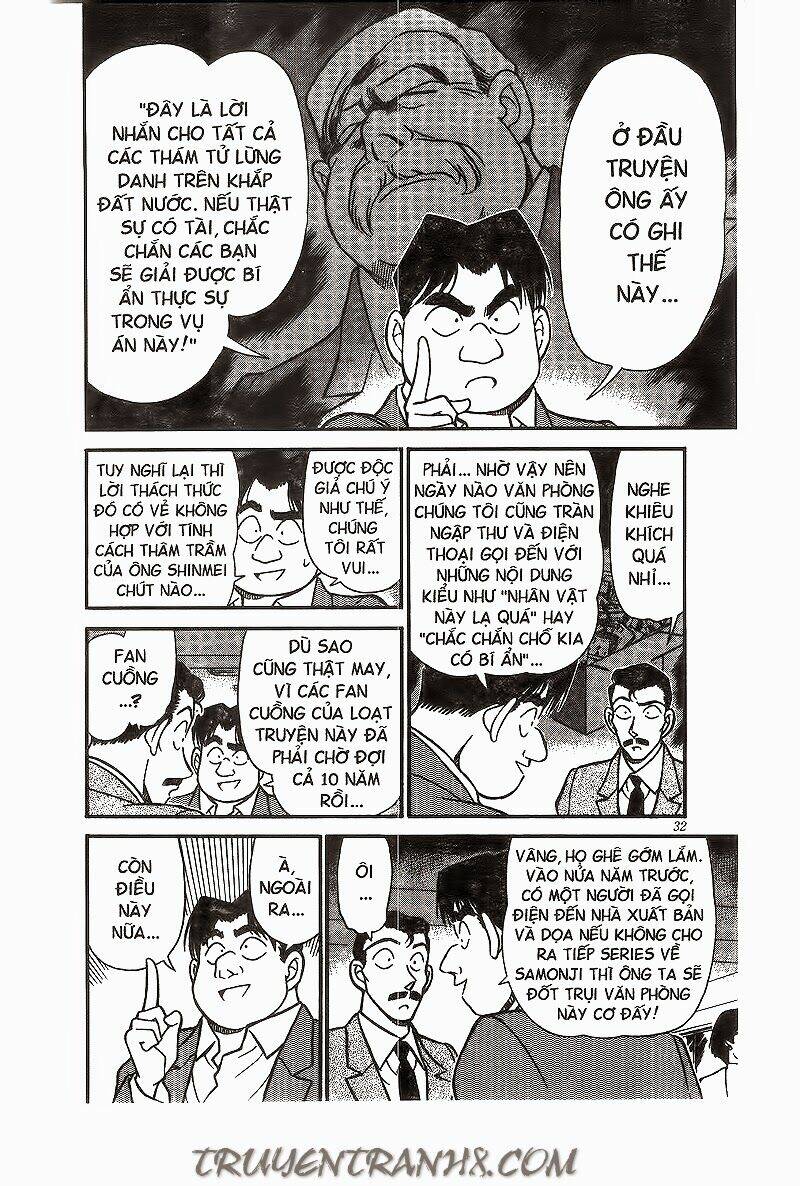 Ở ĐẦU
TRUYỆN
ÔNG ẤY
CÓ GHI
THẾ
NÀY...
"ĐÂY LÀ LỜI
NHẮN CHO TẤT CẢ
CÁC THÁM TỬ LỪNG
DANH TRÊN KHẮP
ĐẤT NƯỚC. NẾU THẬT
SỰ CÓ TÀI, CHẮC
CHẮN CÁC BẠN
SẼ GIẢI ĐƯỢC BÍ
ẨN THỰC SỰ
TRONG VỤ
ÁN NÀY!"
NGHE
KHIÊU
KHÍCH
QUÁ
NHỈ...
PHẢI... NHỜ VẬY NÊN
NGÀY NÀO VĂN PHÒNG
CHÚNG TÔI CŨNG TRÀN
NGẬP THƯ VÀ ĐIỆN
THOẠI GỌI ĐẾN VỚI
NHỮNG NỘI DUNG
KIỂU NHƯ "NHÂN VẬT
NÀY LẠ QUÁ" HAY
"CHẮC CHẮN CHỐ KIA
CÓ BÍ ẨN"...
ĐƯỢC ĐỘC
GIẢ CHÚ Ý
NHƯ THẾ,
CHÚNG
TÔI RẤT
VUI...
TUY NGHĨ LẠI THÌ
LỜI THÁCH THỨC
ĐÓ CÓ VẺ KHÔNG
HỢP VỚI TÍNH
CÁCH THÂM TRẦM
CỦA ÔNG SHINMEI
CHÚT NÀO...
DÙ SAO
CŨNG THẬT MAY,
VÌ CÁC FAN
CUỒNG CỦA LOẠT
TRUYỆN NÀY ĐÃ
PHẢI CHỜ ĐỢI
CẢ 10 NĂM
RỒI...
FAN
CUỒNG
...?
32
VÂNG, HỌ GHÊ GỚM LẮM.
VÀO NỬA NĂM TRƯỚC,
CÓ MỘT NGƯỜI ĐÃ GỌI
ĐIỆN ĐẾN NHÀ XUẤT BẢN
VÀ DỌA NẾU KHÔNG CHO
RA TIẾP SERIES VỀ
SAMONJI THÌ ÔNG TA SẼ
ĐỐT TRỤI VĂN PHÒNG
NÀY CƠ ĐẤY!
ÔI
...
À,
NGOÀI
RA...
CÒN
ĐIỀU
NÀY
NỮA...
TRUYENTRANH8.COM